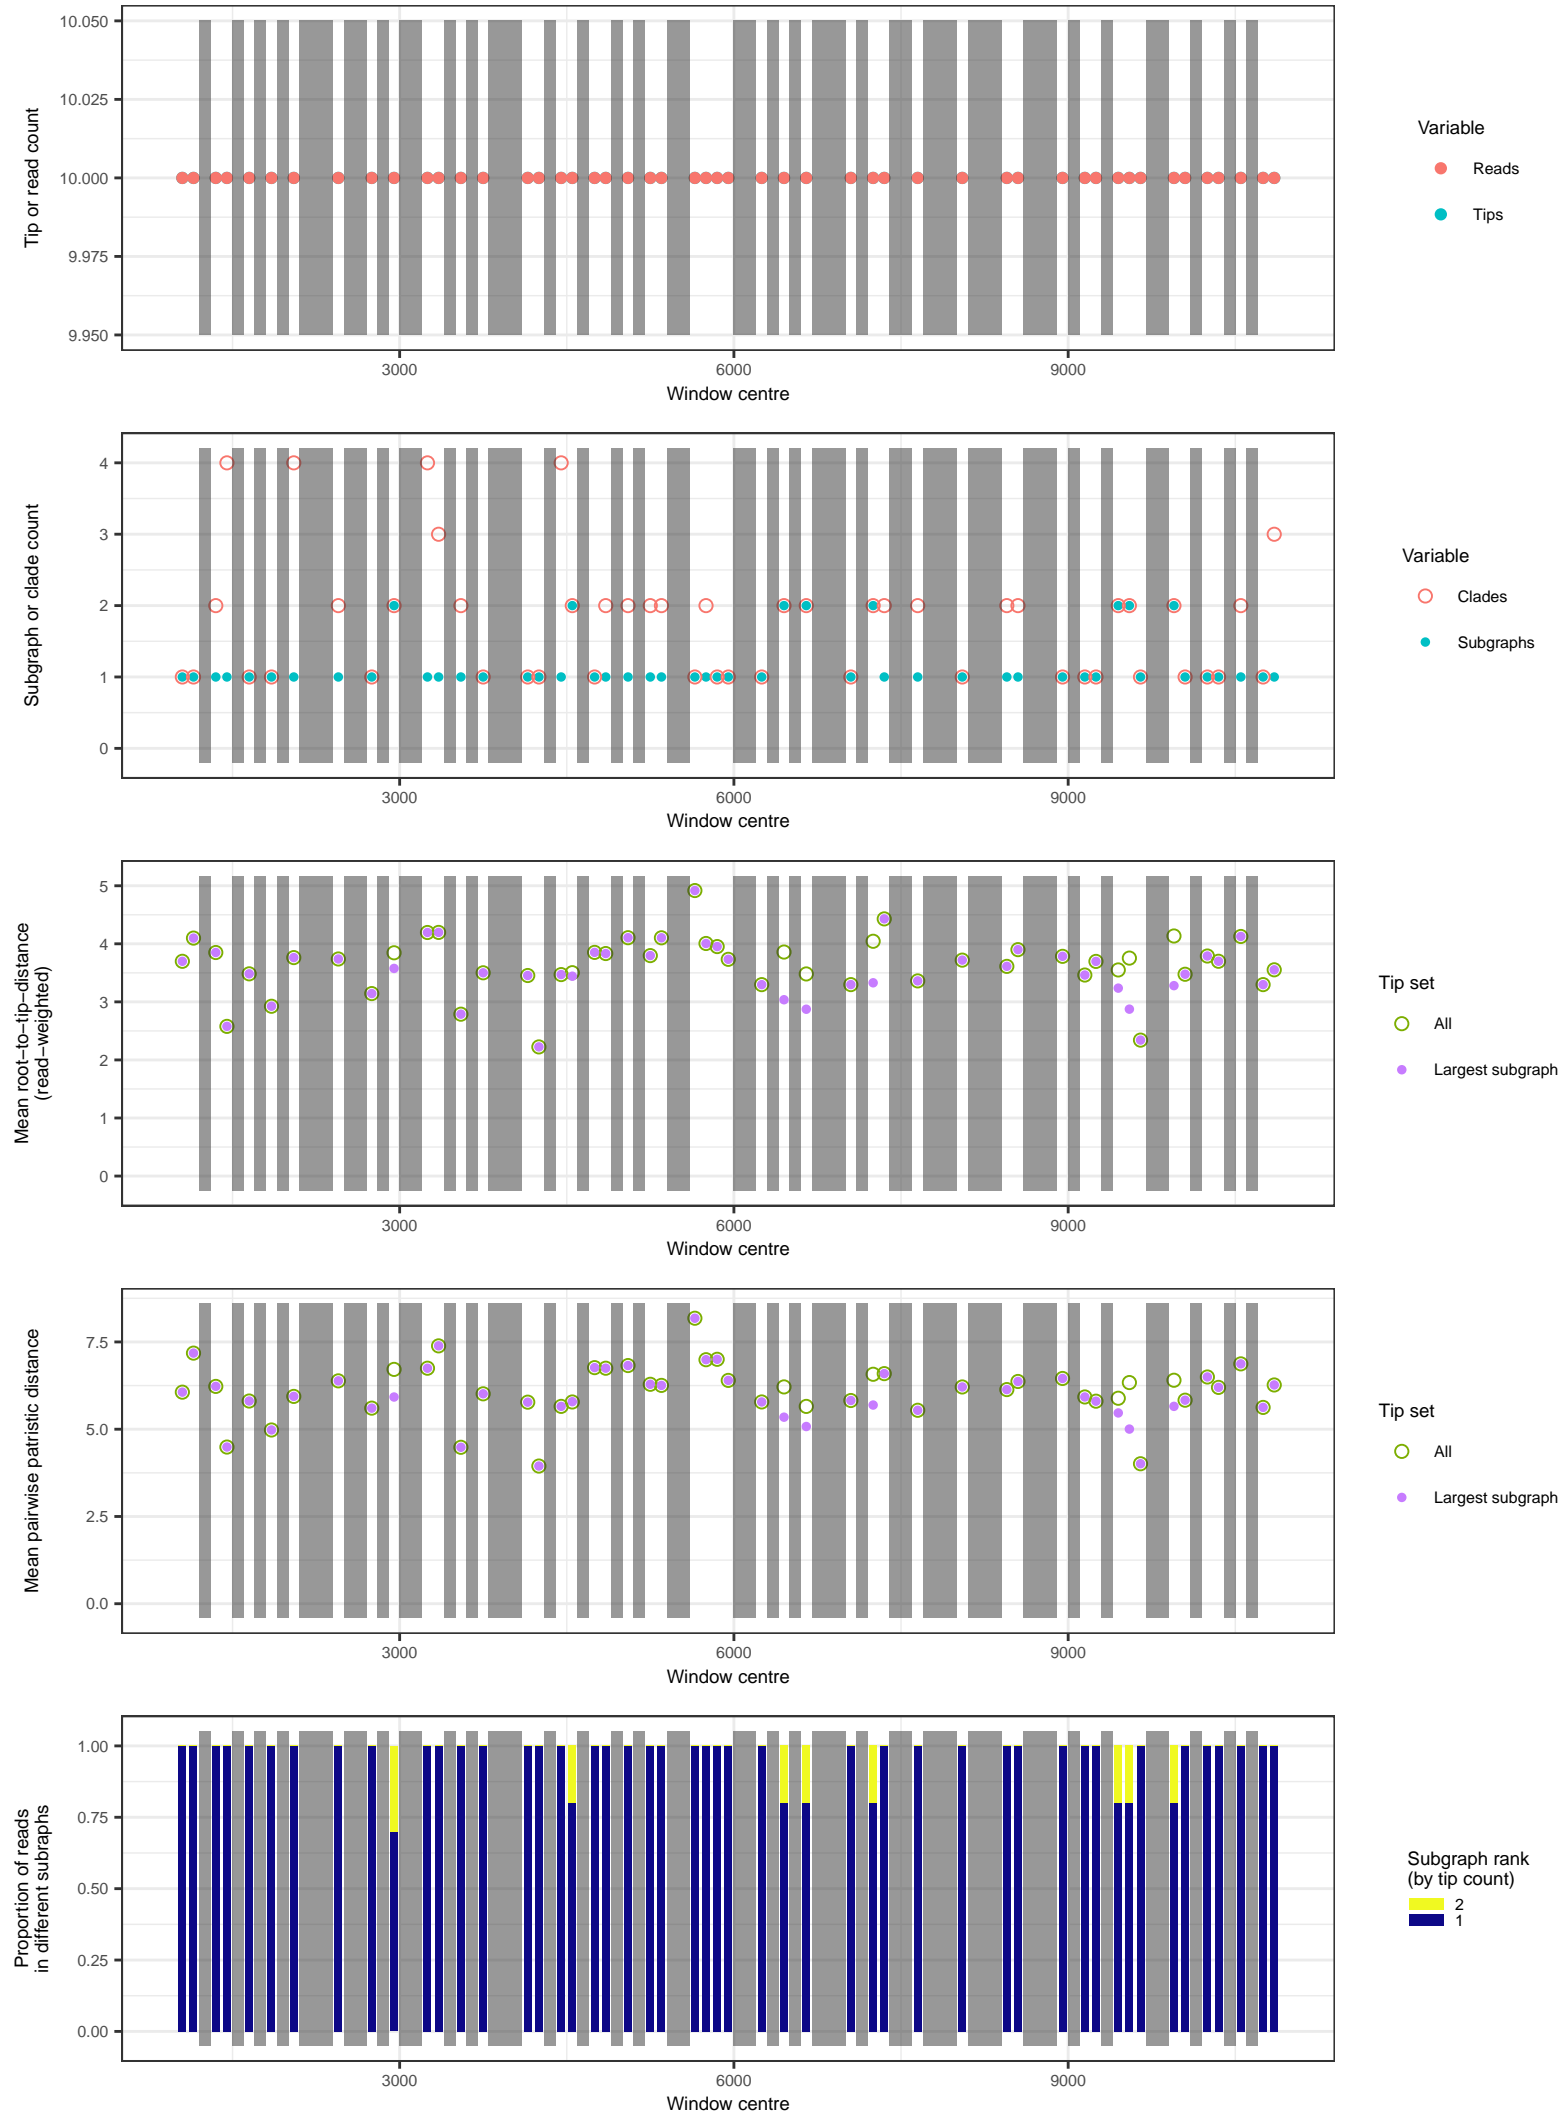 10.050
10.025
10.000
9.975
9.950
Tip or read count
3000
6000
9000
Window centre
Variable
Reads
Tips
4
3
2
1
0
Subgraph or clade count
3000
6000
9000
Window centre
Variable
Clades
Subgraphs
5
4
3
2
1
0
Mean root−to−tip−distance
(read−weighted)
3000
6000
9000
Window centre
Tip set
All
Largest subgraph
7.5
5.0
2.5
0.0
Mean pairwise patristic distance
3000
6000
9000
Window centre
Tip set
All
Largest subgraph
1.00
0.75
0.50
0.25
0.00
Proportion of reads
in different subraphs
3000
6000
9000
Window centre
Subgraph rank
(by tip count)
2
1